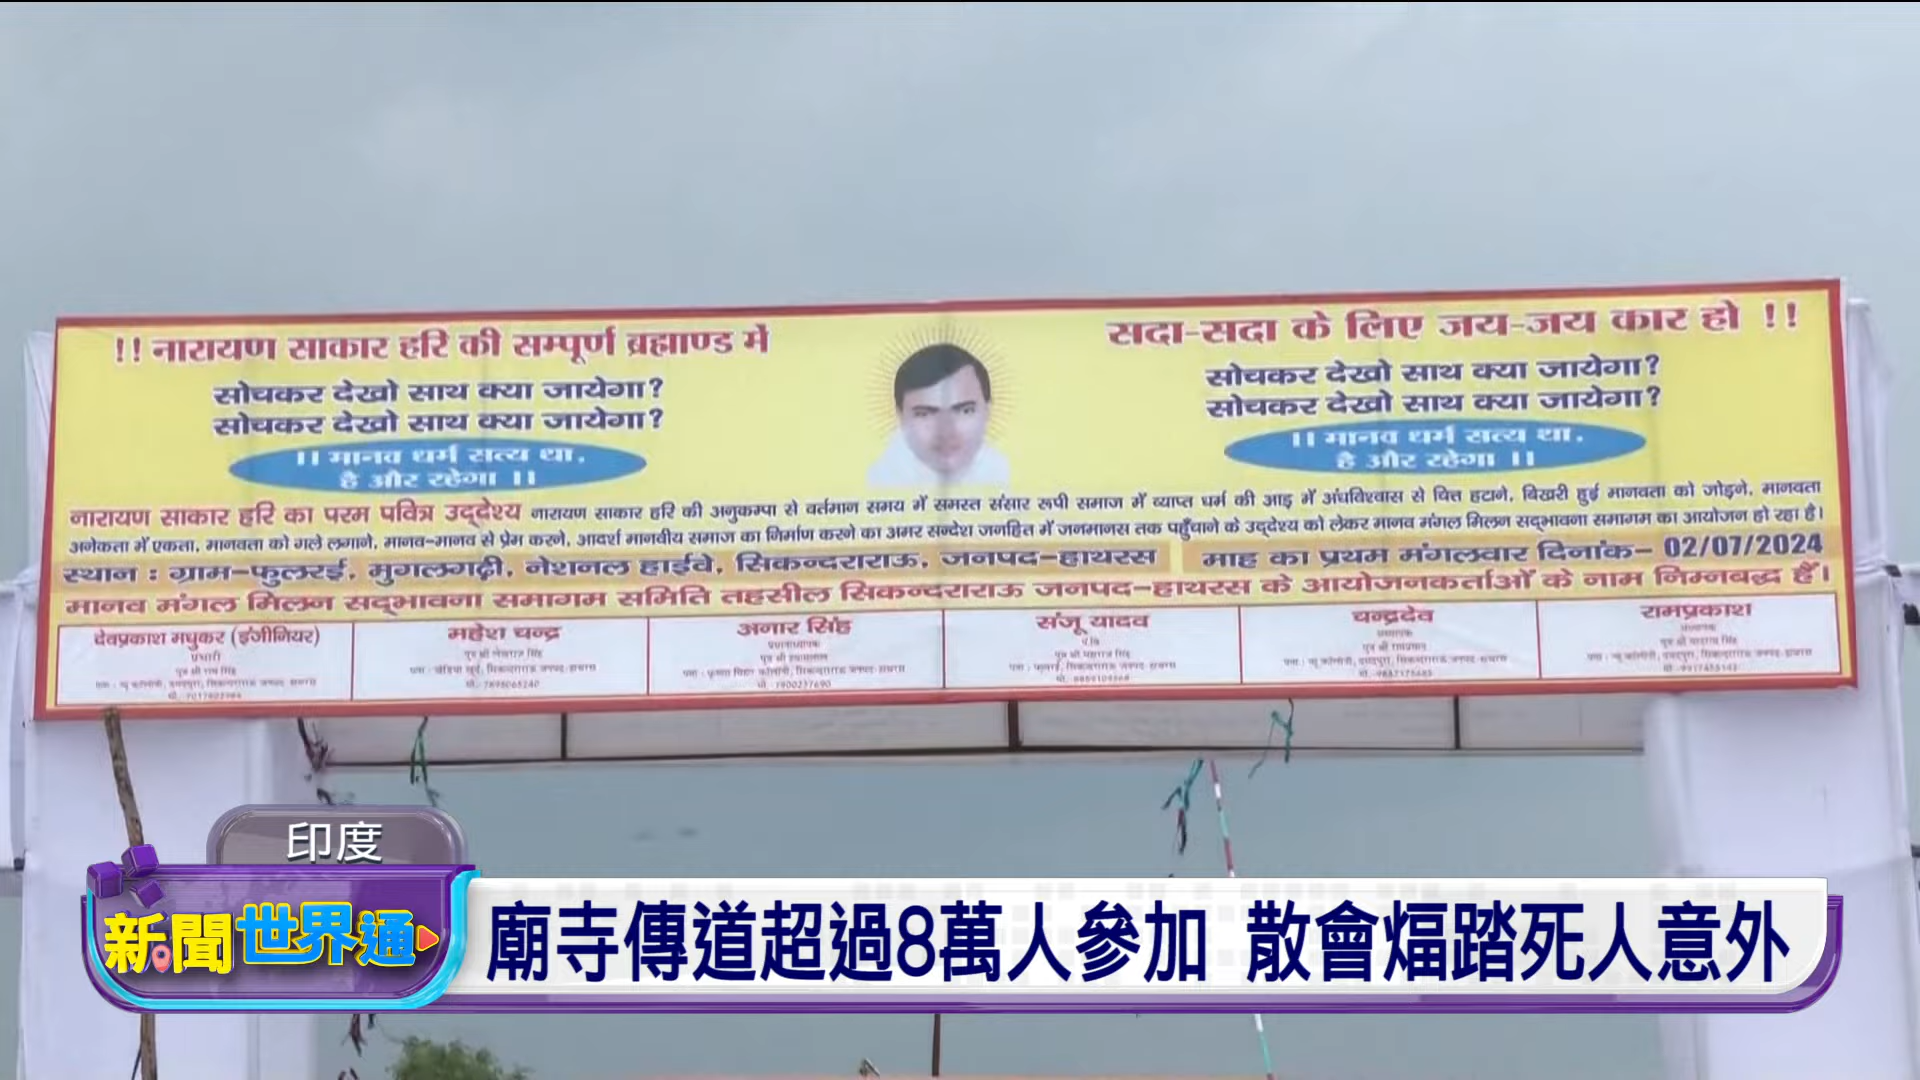 !! नारायण साकार हरि की सम्पूर्ण ब्रह्माण्ड में
सदा-सदा के लिए जय-जय कार हो !!
सोचकर देखो साथ क्या जायेगा?
सोचकर देखो साथ क्या जायेगा?
।। मानव धर्म सत्य था,
है और रहेगा ।।
सोचकर देखो साथ क्या जायेगा?
सोचकर देखो साथ क्या जायेगा?
।। मानव धर्म सत्य था,
है और रहेगा ।।
नारायण साकार हरि का परम पवित्र उद्देश्य नारायण साकार हरि की अनुकम्पा से वर्तमान समय में समस्त संसार रूपी समाज में व्याप्त धर्म की आड़ में अंधविश्वास से चित्त हटाने, बिखरी हुई मानवता को जोड़ने, मानवता
अनेकता में एकता, मानवता को गले लगाने, मानव-मानव से प्रेम करने, आदर्श मानवीय समाज का निर्माण करने का अमर सन्देश जनहित में जनमानस तक पहुँचाने के उद्देश्य को लेकर मानव मंगल मिलन सद्भावना समागम का आयोजन हो रहा है।
स्थान : ग्राम-फुलरई, मुगलगढ़ी, नेशनल हाईवे, सिकन्दराराऊ, जनपद-हाथरस माह का प्रथम मंगलवार दिनांक- 02/07/2024
मानव मंगल मिलन सद्भावना समागम समिति तहसील सिकन्दराराऊ जनपद-हाथरस के आयोजनकर्ताओं के नाम निम्नबद्ध हैं।
देवप्रकाश मधुकर (इंजीनियर)
प्रभारी
महेश चन्द्र
अनार सिंह
संजू यादव
चन्द्रदेव
रामप्रकाश
印度
新聞世界通
廟寺傳道超過8萬人參加 散會煏踏死人意外